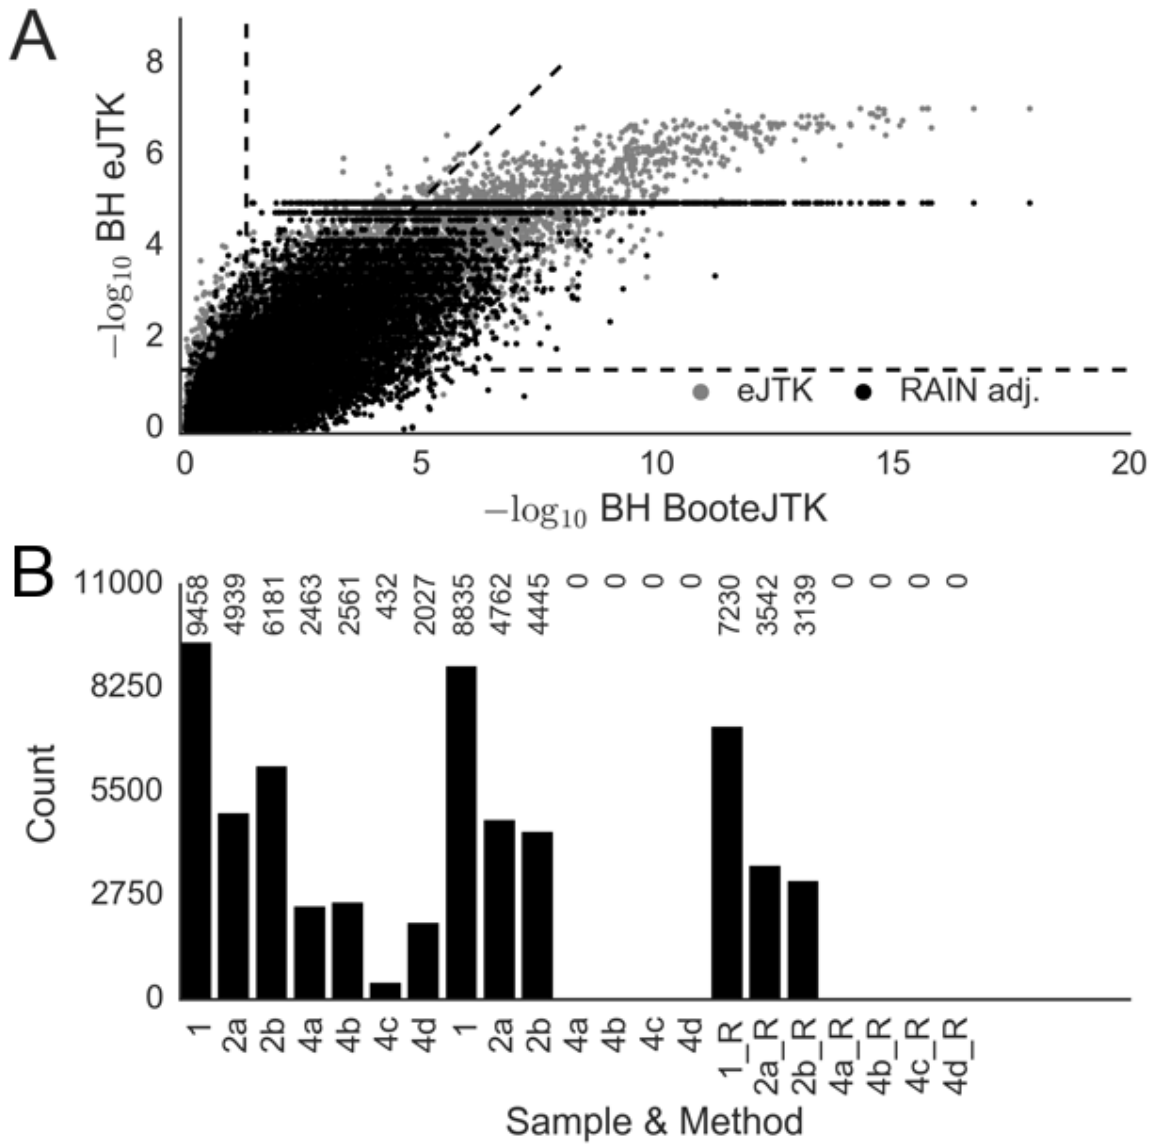 A
8
6
4
2
0
−log10 BH eJTK
eJTK RAIN adj.
0 5 10 15 20
−log10 BH BooteJTK
B
11000
8250
5500
2750
0
Count
9458 4939 6181 2463 2561 432 2027 8835 4762 4445 0 0 0 0 7230 3542 3139 0 0 0 0
1 2a 2b 4a 4b 4c 4d 1 2a 2b 4a 4b 4c 4d 1_R 2a_R 2b_R 4a_R 4b_R 4c_R 4d_R
Sample & Method